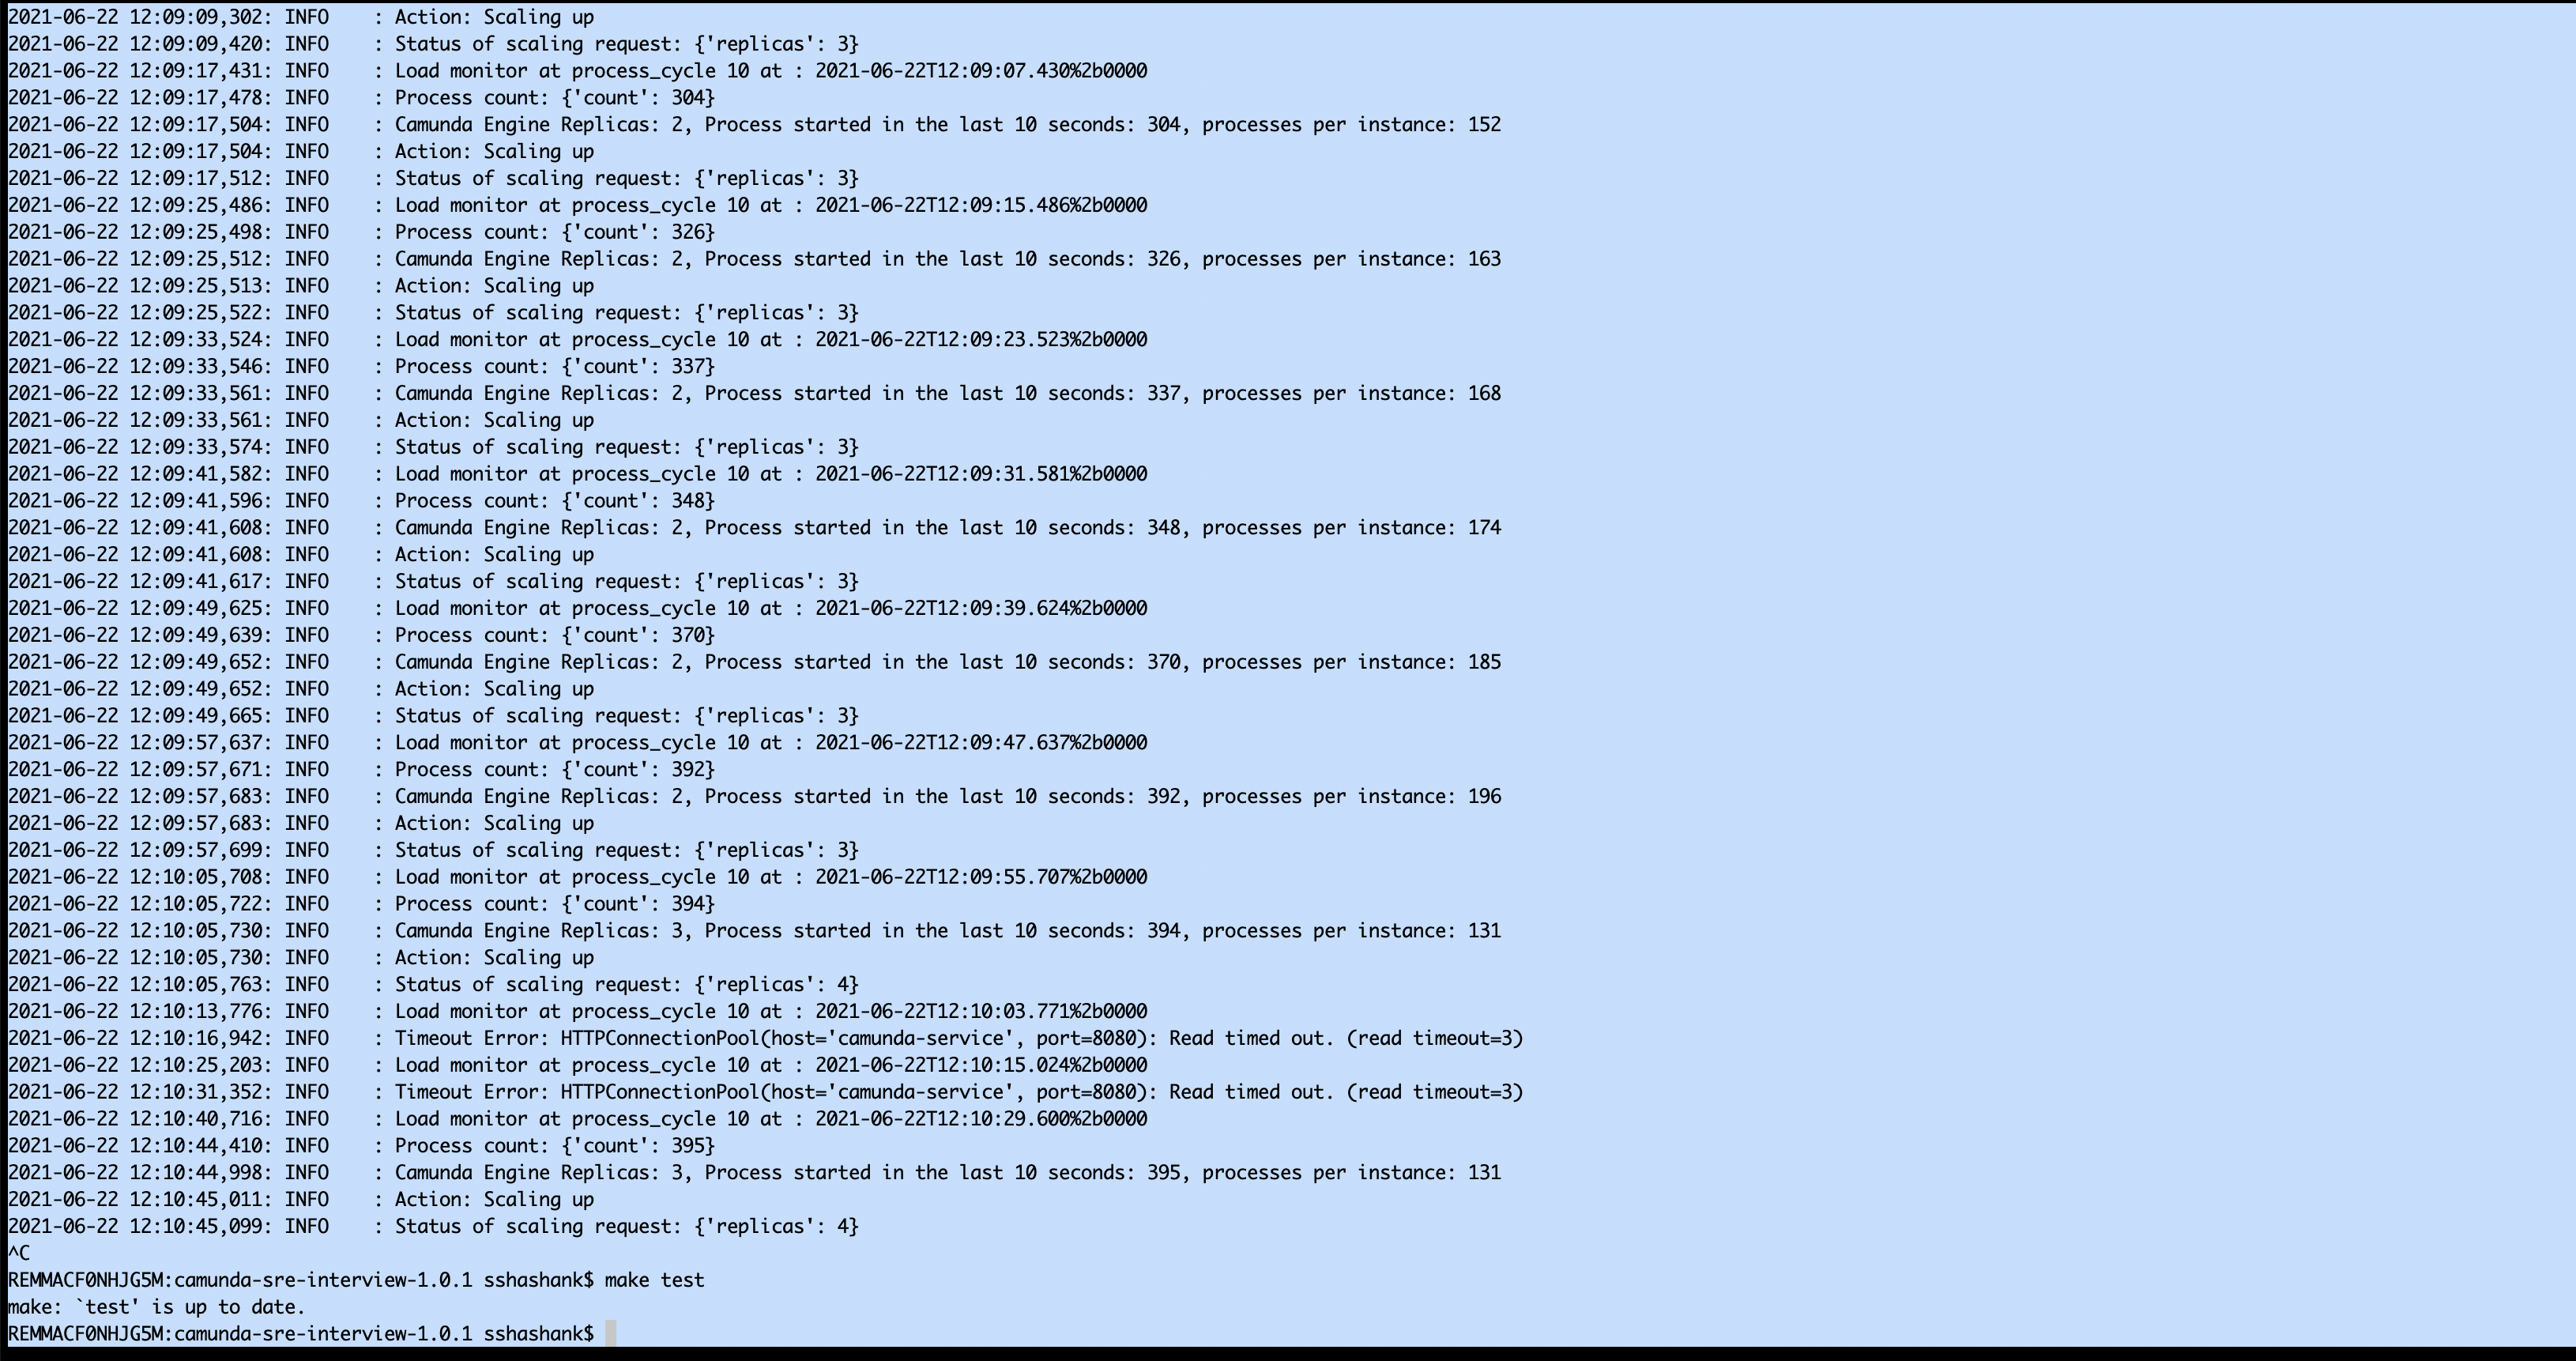 2021-06-22 12:09:09,302: INFO    : Action: Scaling up
2021-06-22 12:09:09,420: INFO    : Status of scaling request: {'replicas': 3}
2021-06-22 12:09:17,431: INFO    : Load monitor at process_cycle 10 at : 2021-06-22T12:09:07.430%2b0000
2021-06-22 12:09:17,478: INFO    : Process count: {'count': 304}
2021-06-22 12:09:17,504: INFO    : Camunda Engine Replicas: 2, Process started in the last 10 seconds: 304, processes per instance: 152
2021-06-22 12:09:17,504: INFO    : Action: Scaling up
2021-06-22 12:09:17,512: INFO    : Status of scaling request: {'replicas': 3}
2021-06-22 12:09:25,486: INFO    : Load monitor at process_cycle 10 at : 2021-06-22T12:09:15.486%2b0000
2021-06-22 12:09:25,498: INFO    : Process count: {'count': 326}
2021-06-22 12:09:25,512: INFO    : Camunda Engine Replicas: 2, Process started in the last 10 seconds: 326, processes per instance: 163
2021-06-22 12:09:25,513: INFO    : Action: Scaling up
2021-06-22 12:09:25,522: INFO    : Status of scaling request: {'replicas': 3}
2021-06-22 12:09:33,524: INFO    : Load monitor at process_cycle 10 at : 2021-06-22T12:09:23.523%2b0000
2021-06-22 12:09:33,546: INFO    : Process count: {'count': 337}
2021-06-22 12:09:33,561: INFO    : Camunda Engine Replicas: 2, Process started in the last 10 seconds: 337, processes per instance: 168
2021-06-22 12:09:33,561: INFO    : Action: Scaling up
2021-06-22 12:09:33,574: INFO    : Status of scaling request: {'replicas': 3}
2021-06-22 12:09:41,582: INFO    : Load monitor at process_cycle 10 at : 2021-06-22T12:09:31.581%2b0000
2021-06-22 12:09:41,596: INFO    : Process count: {'count': 348}
2021-06-22 12:09:41,608: INFO    : Camunda Engine Replicas: 2, Process started in the last 10 seconds: 348, processes per instance: 174
2021-06-22 12:09:41,608: INFO    : Action: Scaling up
2021-06-22 12:09:41,617: INFO    : Status of scaling request: {'replicas': 3}
2021-06-22 12:09:49,625: INFO    : Load monitor at process_cycle 10 at : 2021-06-22T12:09:39.624%2b0000
2021-06-22 12:09:49,639: INFO    : Process count: {'count': 370}
2021-06-22 12:09:49,652: INFO    : Camunda Engine Replicas: 2, Process started in the last 10 seconds: 370, processes per instance: 185
2021-06-22 12:09:49,652: INFO    : Action: Scaling up
2021-06-22 12:09:49,665: INFO    : Status of scaling request: {'replicas': 3}
2021-06-22 12:09:57,637: INFO    : Load monitor at process_cycle 10 at : 2021-06-22T12:09:47.637%2b0000
2021-06-22 12:09:57,671: INFO    : Process count: {'count': 392}
2021-06-22 12:09:57,683: INFO    : Camunda Engine Replicas: 2, Process started in the last 10 seconds: 392, processes per instance: 196
2021-06-22 12:09:57,683: INFO    : Action: Scaling up
2021-06-22 12:09:57,699: INFO    : Status of scaling request: {'replicas': 3}
2021-06-22 12:10:05,708: INFO    : Load monitor at process_cycle 10 at : 2021-06-22T12:09:55.707%2b0000
2021-06-22 12:10:05,722: INFO    : Process count: {'count': 394}
2021-06-22 12:10:05,730: INFO    : Camunda Engine Replicas: 3, Process started in the last 10 seconds: 394, processes per instance: 131
2021-06-22 12:10:05,730: INFO    : Action: Scaling up
2021-06-22 12:10:05,763: INFO    : Status of scaling request: {'replicas': 4}
2021-06-22 12:10:13,776: INFO    : Load monitor at process_cycle 10 at : 2021-06-22T12:10:03.771%2b0000
2021-06-22 12:10:16,942: INFO    : Timeout Error: HTTPConnectionPool(host='camunda-service', port=8080): Read timed out. (read timeout=3)
2021-06-22 12:10:25,203: INFO    : Load monitor at process_cycle 10 at : 2021-06-22T12:10:15.024%2b0000
2021-06-22 12:10:31,352: INFO    : Timeout Error: HTTPConnectionPool(host='camunda-service', port=8080): Read timed out. (read timeout=3)
2021-06-22 12:10:40,716: INFO    : Load monitor at process_cycle 10 at : 2021-06-22T12:10:29.600%2b0000
2021-06-22 12:10:44,410: INFO    : Process count: {'count': 395}
2021-06-22 12:10:44,998: INFO    : Camunda Engine Replicas: 3, Process started in the last 10 seconds: 395, processes per instance: 131
2021-06-22 12:10:45,011: INFO    : Action: Scaling up
2021-06-22 12:10:45,099: INFO    : Status of scaling request: {'replicas': 4}
^C
REMMACF0NHJG5M:camunda-sre-interview-1.0.1 sshashank$ make test
make: `test' is up to date.
REMMACF0NHJG5M:camunda-sre-interview-1.0.1 sshashank$